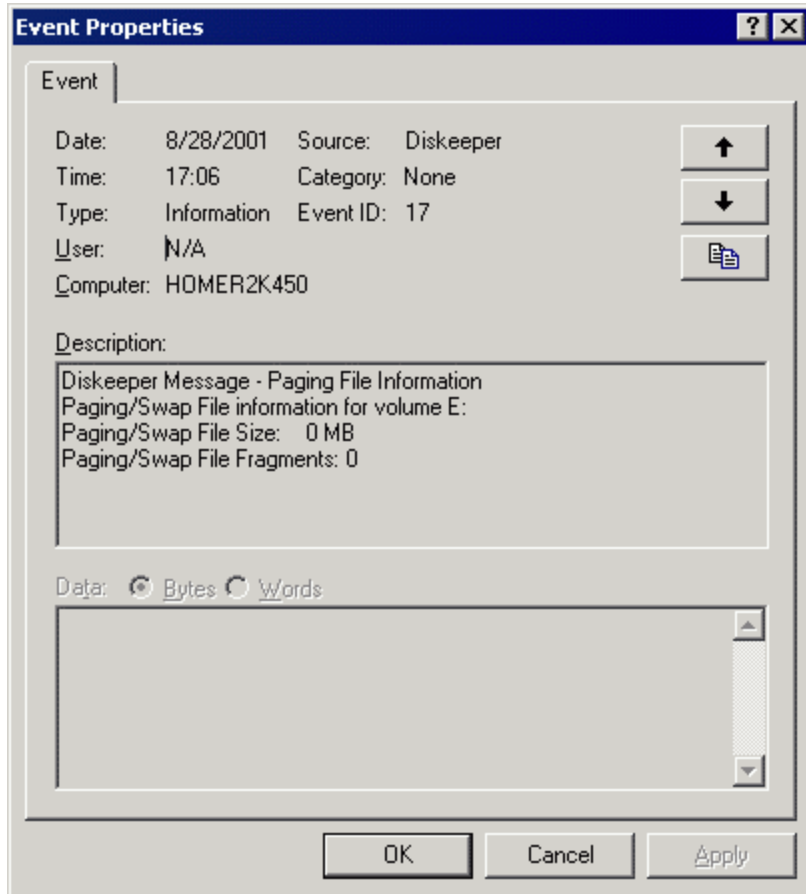 Event Properties
Event
Date: 8/28/2001 Source: Diskeeper
Time: 17:06 Category: None
Type: Information Event ID: 17
User: N/A
Computer: HOMER2K450
Description:
Diskeeper Message - Paging File Information
Paging/Swap File information for volume E:
Paging/Swap File Size: 0 MB
Paging/Swap File Fragments: 0
Data: Bytes Words
OK Cancel Apply